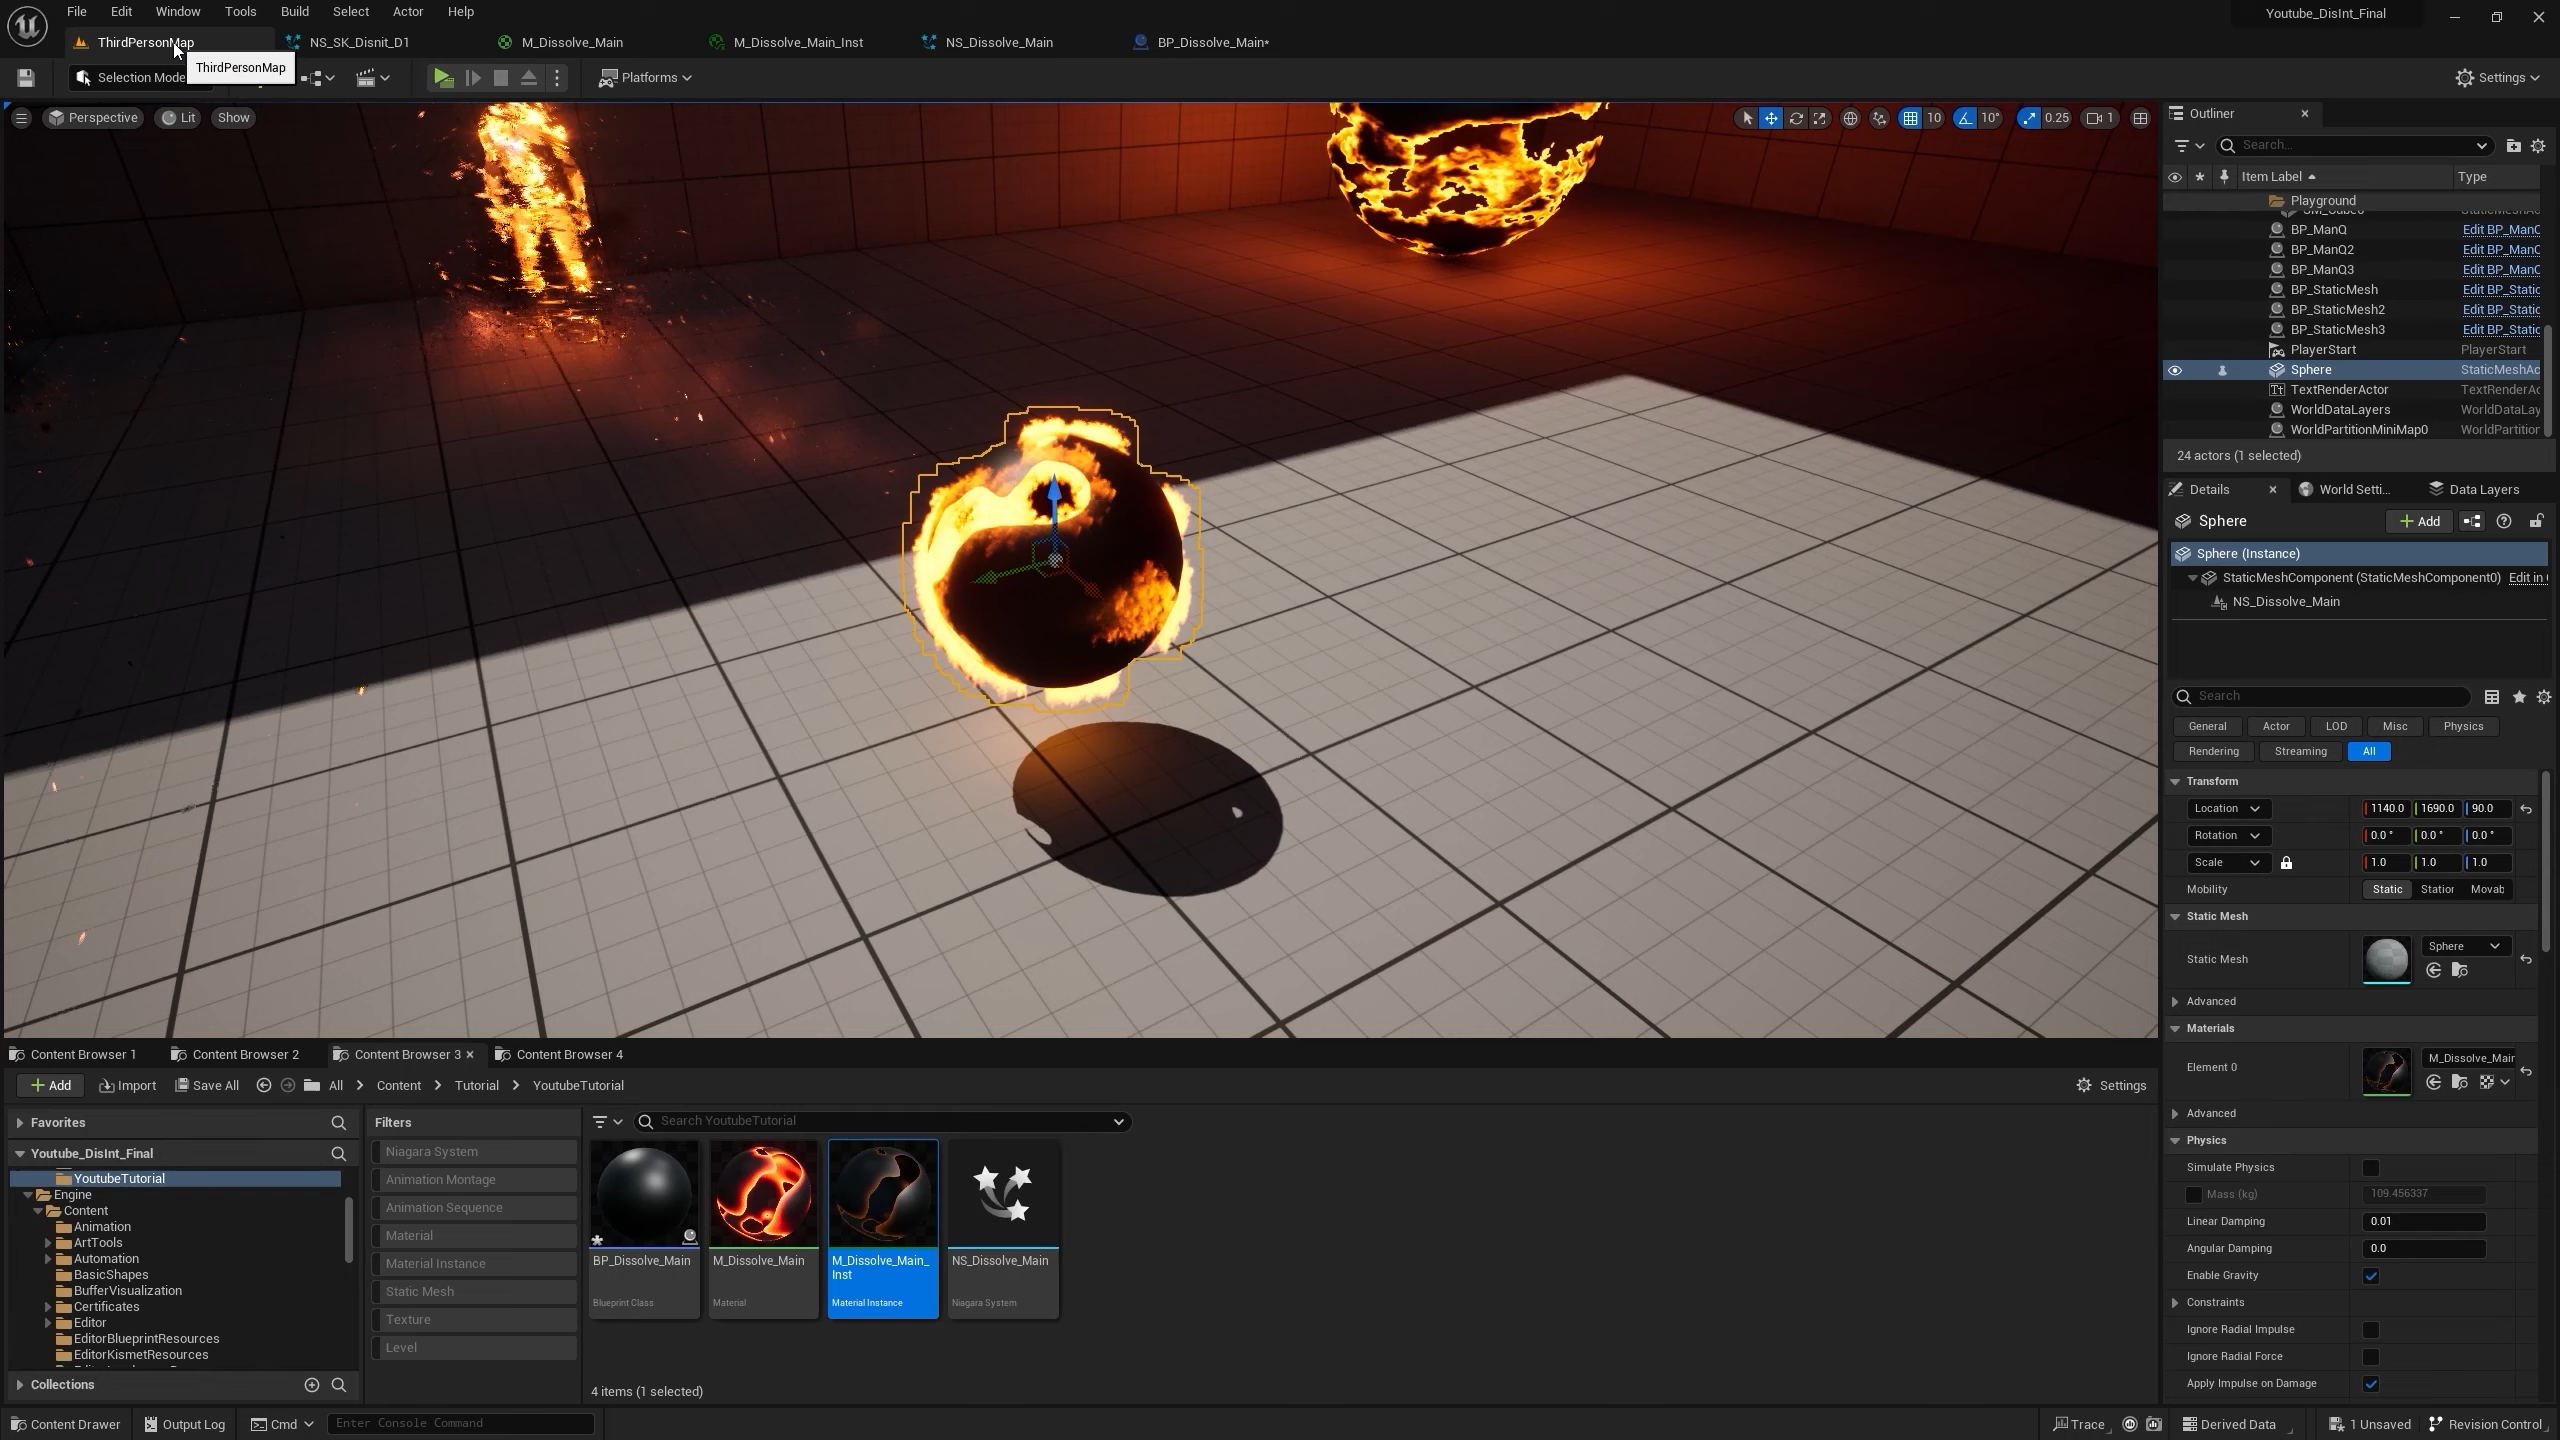 File Edit Window Tools Build Select Actor Help
Youtube_DisInt_Final
ThirdPersonMap
NS_SK_Disnit_D1
M_Dissolve_Main
M_Dissolve_Main_Inst
NS_Dissolve_Main
BP_Dissolve_Main*
Selection Mode
ThirdPersonMap
Platforms
Settings
Perspective
Lit
Show
10
10°
0.25
1
Outliner
Search...
Item Label
Type
Playground
BP_ManQ Edit BP_ManQ
BP_ManQ2 Edit BP_ManQ
BP_ManQ3 Edit BP_ManQ
BP_StaticMesh Edit BP_Static
BP_StaticMesh2 Edit BP_Static
BP_StaticMesh3 Edit BP_Static
PlayerStart PlayerStart
Sphere StaticMeshAc
TextRenderActor TextRenderAc
WorldDataLayers WorldDataLay
WorldPartitionMiniMap0 WorldPartition
24 actors (1 selected)
Details
World Setti...
Data Layers
Sphere
Add
Sphere (Instance)
StaticMeshComponent (StaticMeshComponent0) Edit in
NS_Dissolve_Main
Search
General Actor LOD Misc Physics
Rendering Streaming All
Transform
Location 1140.0 1690.0 90.0
Rotation 0.0° 0.0° 0.0°
Scale 1.0 1.0 1.0
Mobility Static Station Movab
Static Mesh
Sphere
Static Mesh
Advanced
Materials
M_Dissolve_Main
Element 0
Advanced
Physics
Simulate Physics
Mass (kg) 109.456337
Linear Damping 0.01
Angular Damping 0.0
Enable Gravity
Constraints
Ignore Radial Impulse
Ignore Radial Force
Apply Impulse on Damage
Content Browser 1
Content Browser 2
Content Browser 3
Content Browser 4
Add Import Save All All Content Tutorial YoutubeTutorial
Settings
Favorites
Youtube_DisInt_Final
YoutubeTutorial
Engine
Content
Animation
ArtTools
Automation
BasicShapes
BufferVisualization
Certificates
Editor
EditorBlueprintResources
EditorKismetResources
Collections
Filters
Niagara System
Animation Montage
Animation Sequence
Material
Material Instance
Static Mesh
Texture
Level
Search YoutubeTutorial
BP_Dissolve_Main
Blueprint Class
M_Dissolve_Main
Material
M_Dissolve_Main_
Inst
Material Instance
NS_Dissolve_Main
Niagara System
4 items (1 selected)
Content Drawer
Output Log
Cmd
Enter Console Command
Trace
Derived Data
1 Unsaved
Revision Control